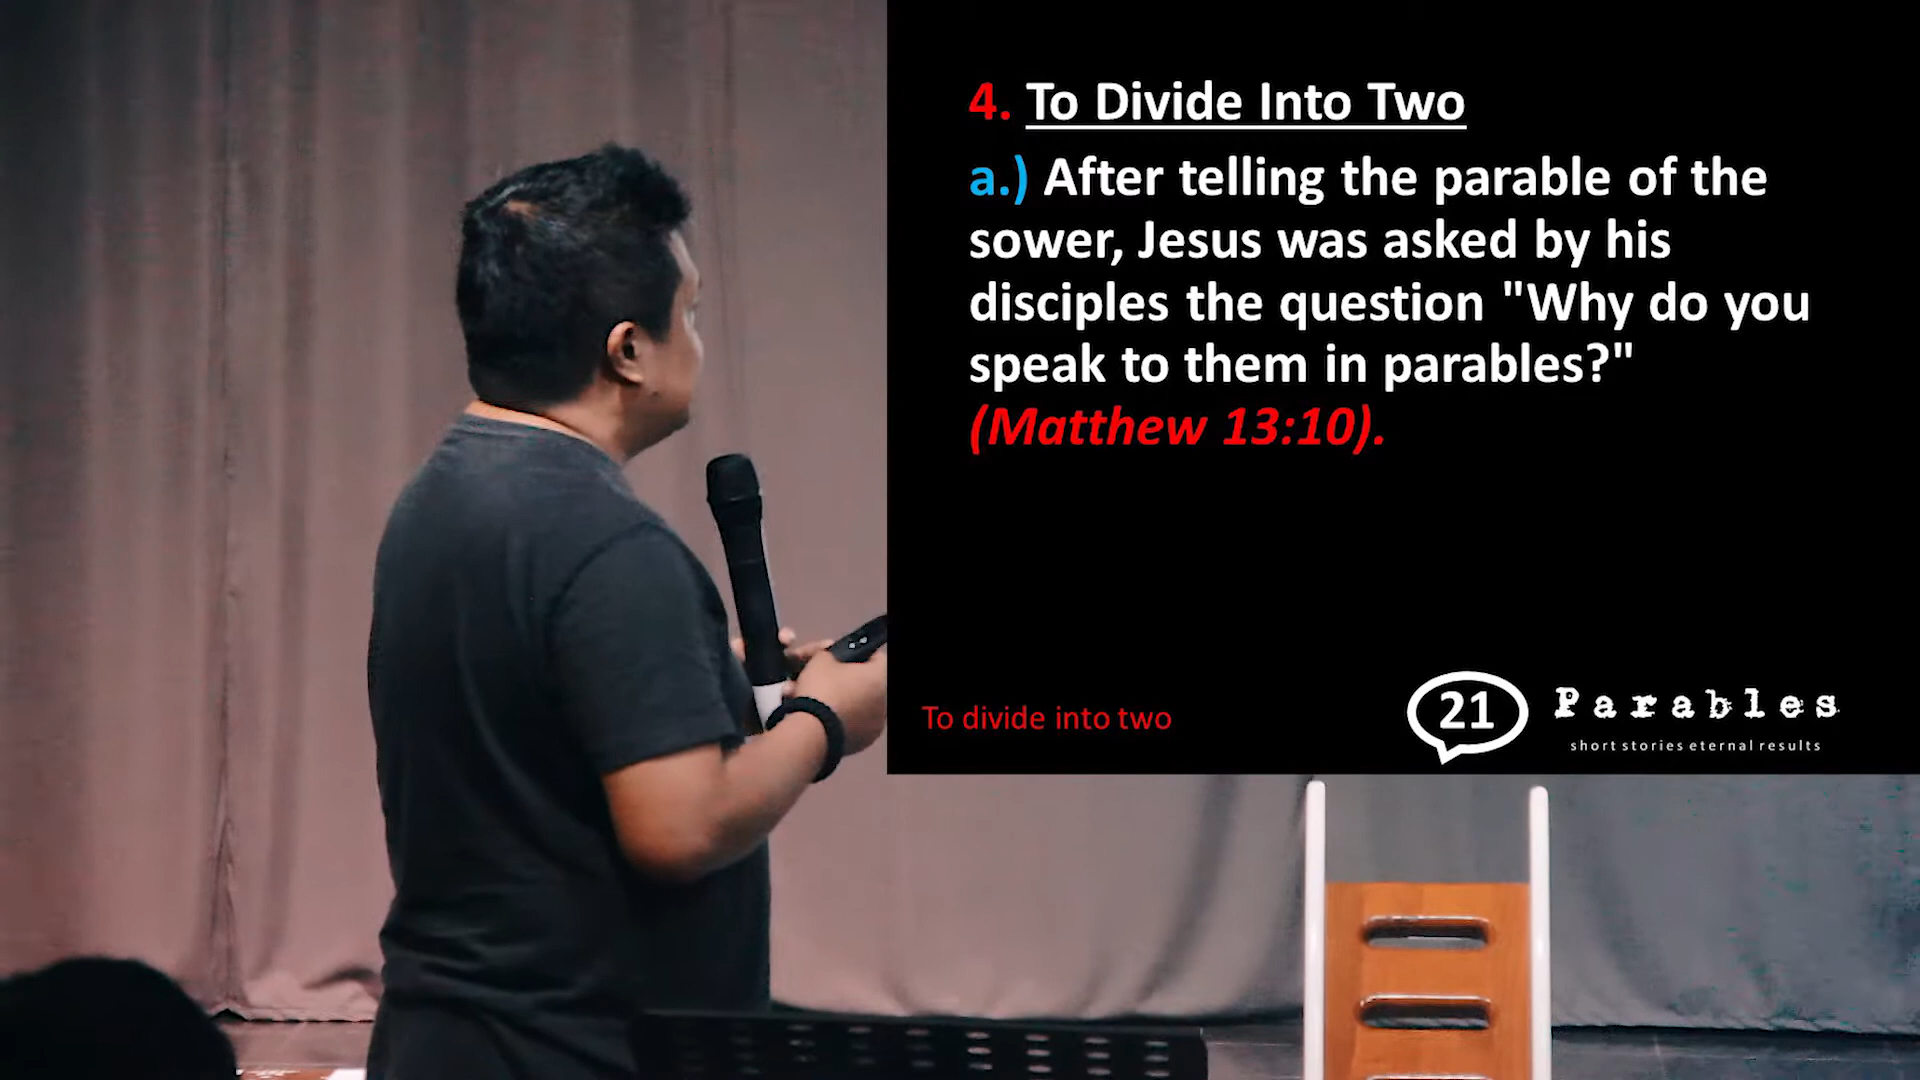 4. To Divide Into Two
a.) After telling the parable of the
sower, Jesus was asked by his
disciples the question "Why do you
speak to them in parables?"
(Matthew 13:10).
To divide into two
21 Parables
short stories eternal results